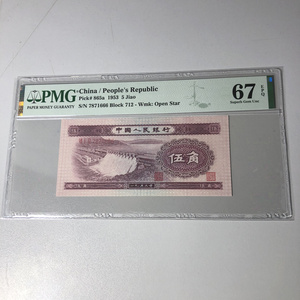 PMG
PAPER MONEY GUARANTY
China / People's Republic
Pick# 865a 1953 5 Jiao
S/N 7871666 Block 712 - Wmk: Open Star
67 EPQ
Superb Gem Unc
中国人民银行
伍角